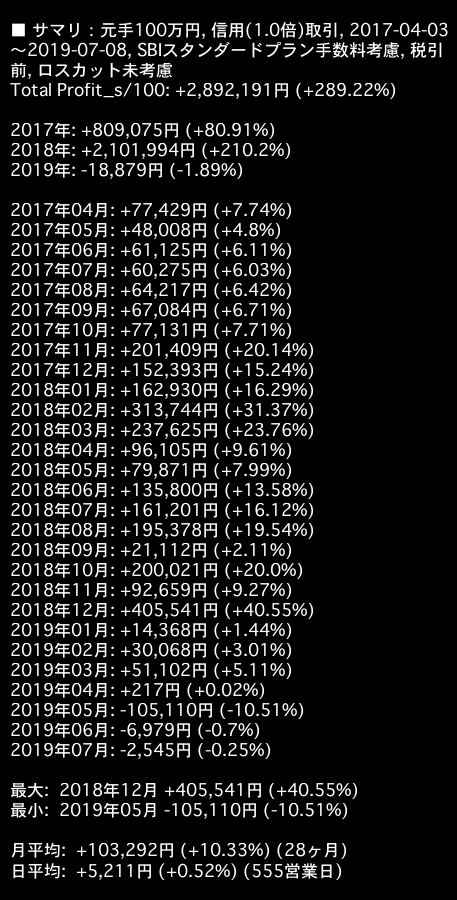 ■ サマリ：元手100万円, 信用(1.0倍)取引, 2017-04-03
〜2019-07-08, SBIスタンダードプラン手数料考慮, 税引
前, ロスカット未考慮
Total Profit_s/100: +2,892,191円 (+289.22%)
2017年: +809,075円 (+80.91%)
2018年: +2,101,994円 (+210.2%)
2019年: -18,879円 (-1.89%)
2017年04月: +77,429円 (+7.74%)
2017年05月: +48,008円 (+4.8%)
2017年06月: +61,125円 (+6.11%)
2017年07月: +60,275円 (+6.03%)
2017年08月: +64,217円 (+6.42%)
2017年09月: +67,084円 (+6.71%)
2017年10月: +77,131円 (+7.71%)
2017年11月: +201,409円 (+20.14%)
2017年12月: +152,393円 (+15.24%)
2018年01月: +162,930円 (+16.29%)
2018年02月: +313,744円 (+31.37%)
2018年03月: +237,625円 (+23.76%)
2018年04月: +96,105円 (+9.61%)
2018年05月: +79,871円 (+7.99%)
2018年06月: +135,800円 (+13.58%)
2018年07月: +161,201円 (+16.12%)
2018年08月: +195,378円 (+19.54%)
2018年09月: +21,112円 (+2.11%)
2018年10月: +200,021円 (+20.0%)
2018年11月: +92,659円 (+9.27%)
2018年12月: +405,541円 (+40.55%)
2019年01月: +14,368円 (+1.44%)
2019年02月: +30,068円 (+3.01%)
2019年03月: +51,102円 (+5.11%)
2019年04月: +217円 (+0.02%)
2019年05月: -105,110円 (-10.51%)
2019年06月: -6,979円 (-0.7%)
2019年07月: -2,545円 (-0.25%)
最大: 2018年12月 +405,541円 (+40.55%)
最小: 2019年05月 -105,110円 (-10.51%)
月平均: +103,292円 (+10.33%) (28ヶ月)
日平均: +5,211円 (+0.52%) (555営業日)